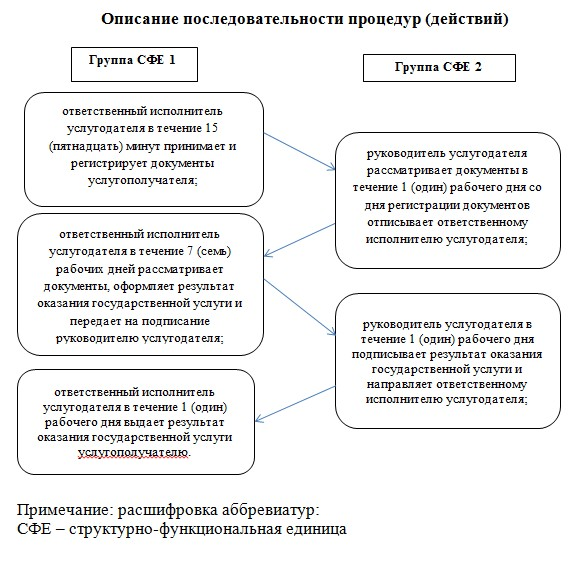 Описание последовательности процедур (действий)
Группа СФЕ 1
Группа СФЕ 2
ответственный исполнитель
услугодателя в течение 15
(пятнадцать) минут принимает и
регистрирует документы
услугополучателя;
руководитель услугодателя
рассматривает документы в
течение 1 (один) рабочего дня со
дня регистрации документов
отписывает ответственному
исполнителю услугодателя;
ответственный исполнитель
услугодателя в течение 7 (семь)
рабочих дней рассматривает
документы, оформляет результат
оказания государственной услуги и
передает на подписание
руководителю услугодателя;
руководитель услугодателя в
течение 1 (один) рабочего дня
подписывает результат оказания
государственной услуги и
направляет ответственному
исполнителю услугодателя;
ответственный исполнитель
услугодателя в течение 1 (один)
рабочего дня выдает результат
оказания государственной услуги
услугополучателю.
Примечание: расшифровка аббревиатур:
СФЕ – структурно-функциональная единица